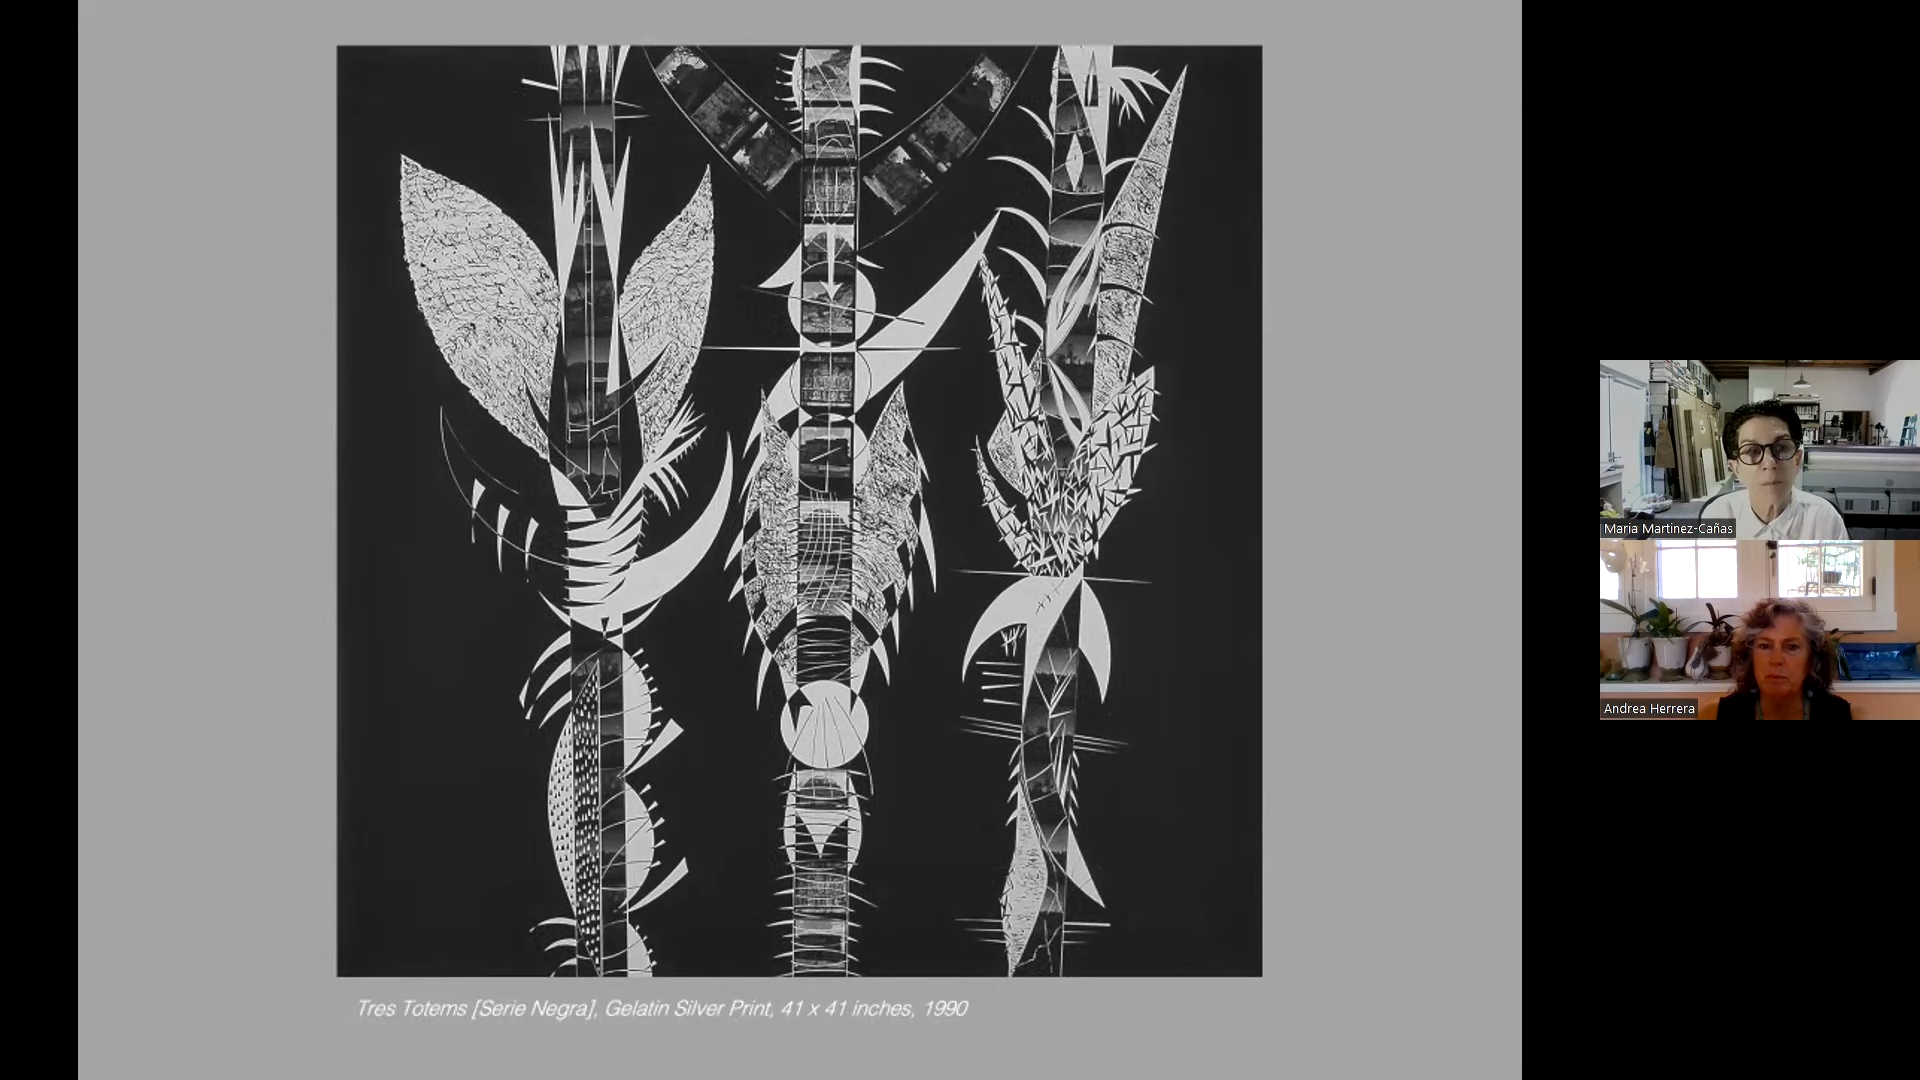 Tres Totems [Serie Negra], Gelatin Silver Print, 41 x 41 inches, 1990
Maria Martinez-Cañas
Andrea Herrera